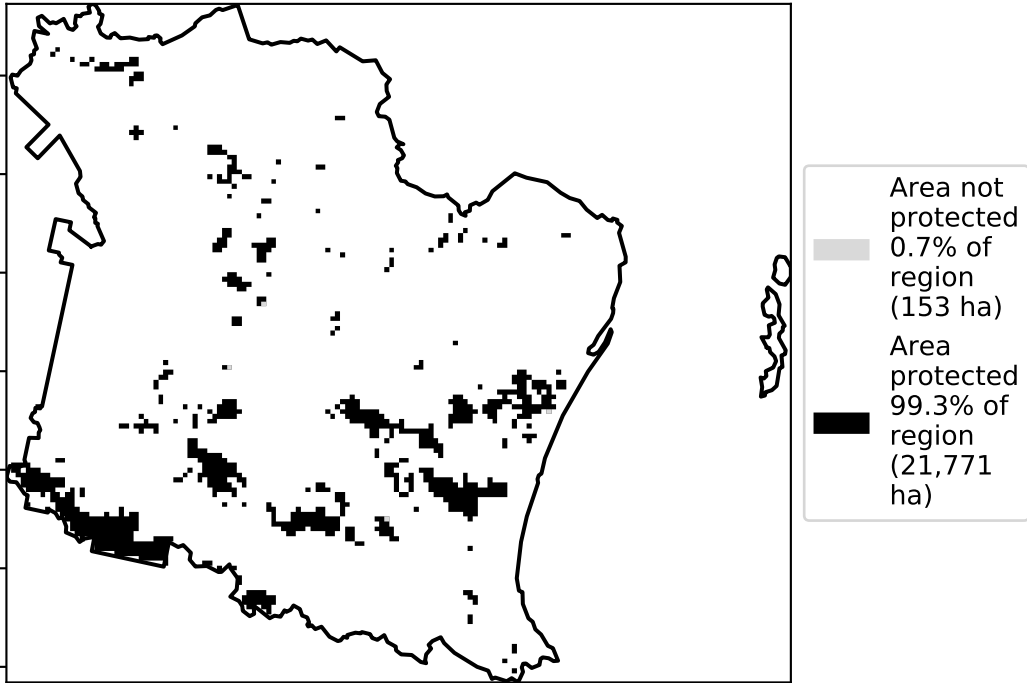 Area not
protected
0.7% of
region
(153 ha)
Area
protected
99.3% of
region
(21,771
ha)